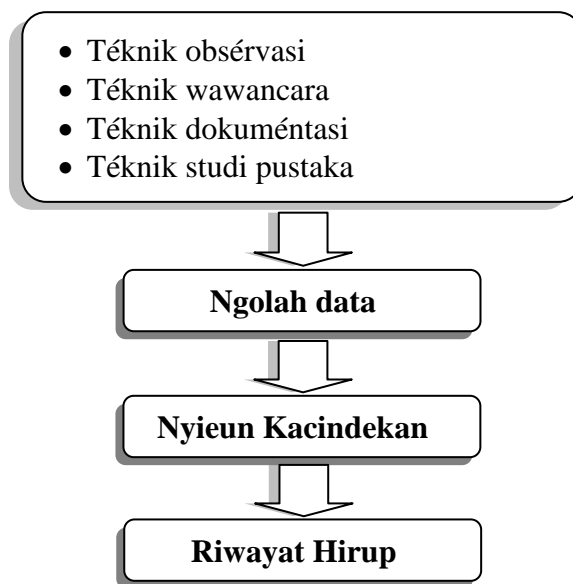 • Téknik obsérvasi
• Téknik wawancara
• Téknik dokuméntasi
• Téknik studi pustaka
Ngolah data
Nyieun Kacindekan
Riwayat Hirup